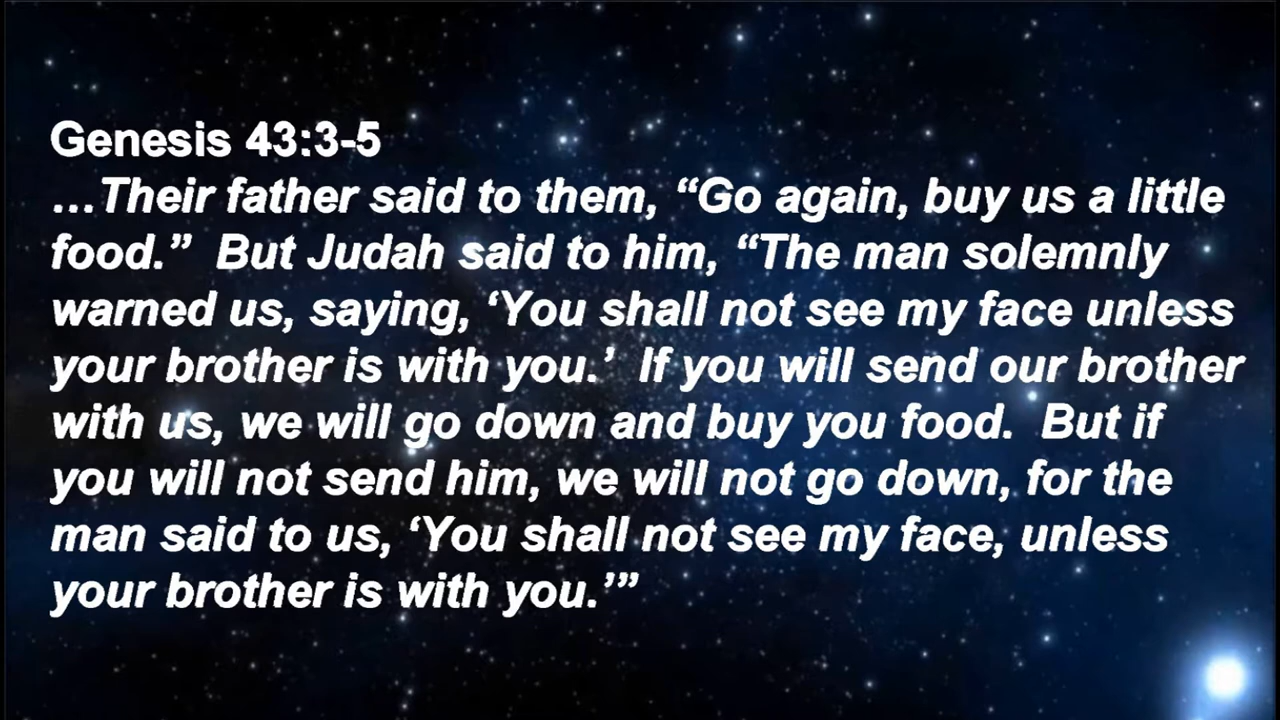 Genesis 43:3-5
…Their father said to them, “Go again, buy us a little
food.”  But Judah said to him, “The man solemnly
warned us, saying, ‘You shall not see my face unless
your brother is with you.’  If you will send our brother
with us, we will go down and buy you food.  But if
you will not send him, we will not go down, for the
man said to us, ‘You shall not see my face, unless
your brother is with you.’”